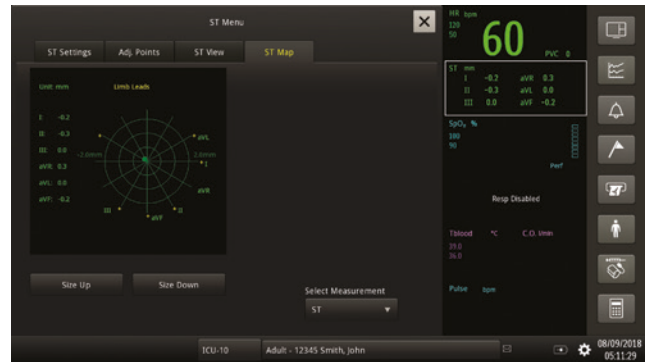 ST Menu
ST Settings Adj. Points ST View ST Map
Unit: mm Limb Leads
I: -0.2
II: -0.3
III: 0.0
aVR: 0.3
aVL: 0.0
aVF: -0.2
aVL
-2.0mm 2.0mm
I
aVR
III II
aVF
Size Up Size Down
Select Measurement
ST
HR bpm
120
50
60
PVC 0
ST mm
I -0.2 aVR 0.3
II -0.3 aVL 0.0
III 0.0 aVF -0.2
SpO₂ %
100
90
Perf
Resp Disabled
Tblood °C C.O. l/min
39.0
36.0
Pulse bpm
ICU-10 Adult - 12345 Smith, John
08/09/2018
05:11:29